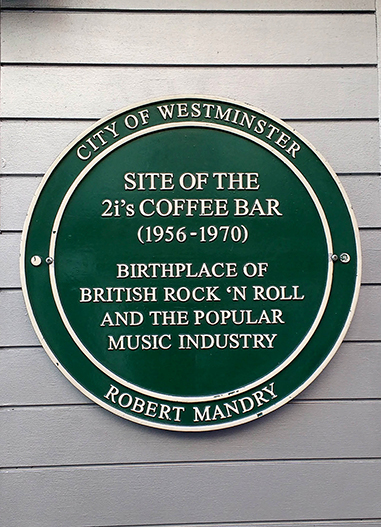 CITY OF WESTMINSTER
SITE OF THE
2i's COFFEE BAR
(1956-1970)
BIRTHPLACE OF
BRITISH ROCK ‘N ROLL
AND THE POPULAR
MUSIC INDUSTRY
ROBERT MANDRY